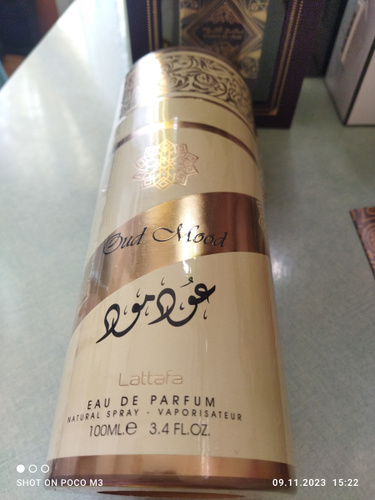 Oud Mood
عُود مود
Lattafa
EAU DE PARFUM
NATURAL SPRAY - VAPORISATEUR
100ML.e 3.4 FL.OZ.
SHOT ON POCO M3
09.11.2023 15:22